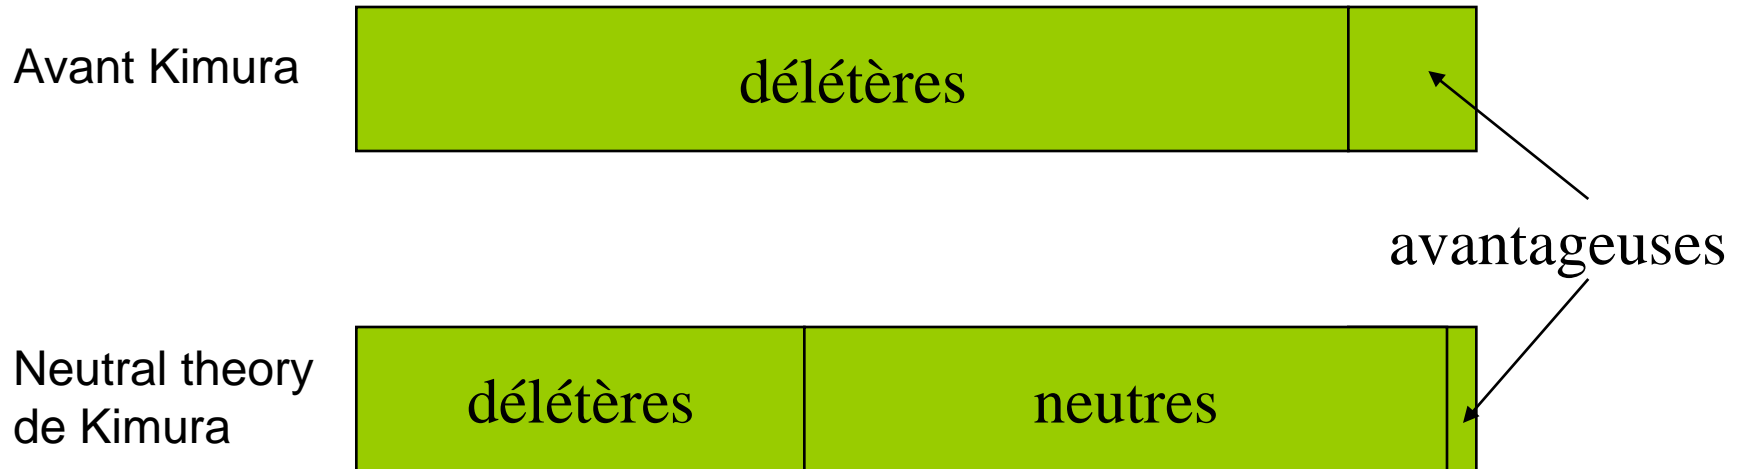 Avant Kimura
délétères
avantageuses
Neutral theory
de Kimura
délétères
neutres